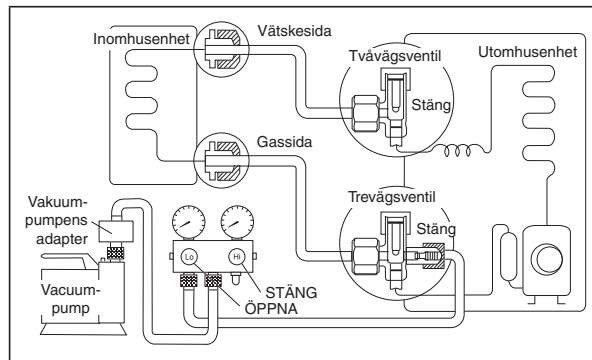 Inomhusenhet
Vätskesida
Tvåvägsventil
Utomhusenhet
Stäng
Gassida
Trevägsventil
Stäng
Vakuum-
pumpens
adapter
Lo
Hi
STÄNG
ÖPPNA
Vacuum-
pump